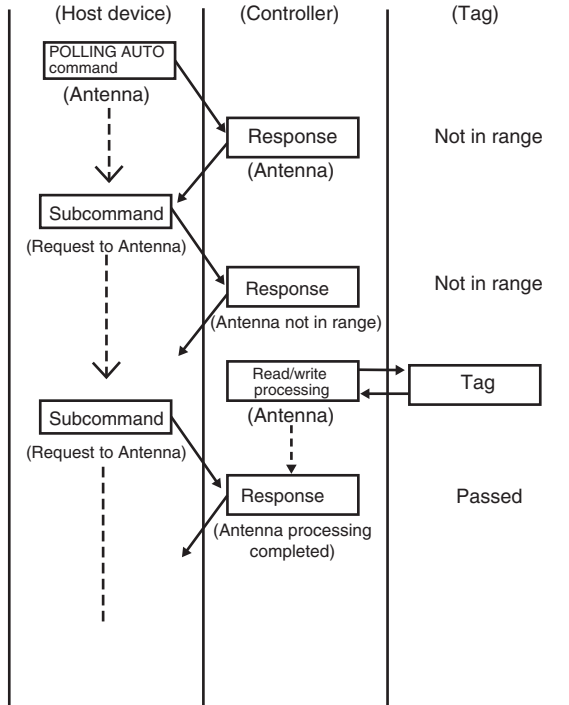 (Host device)
(Controller)
(Tag)
POLLING AUTO
command
(Antenna)
Response
(Antenna)
Not in range
Subcommand
(Request to Antenna)
Response
(Antenna not in range)
Not in range
Read/write
processing
(Antenna)
Tag
Subcommand
(Request to Antenna)
Response
(Antenna processing
completed)
Passed